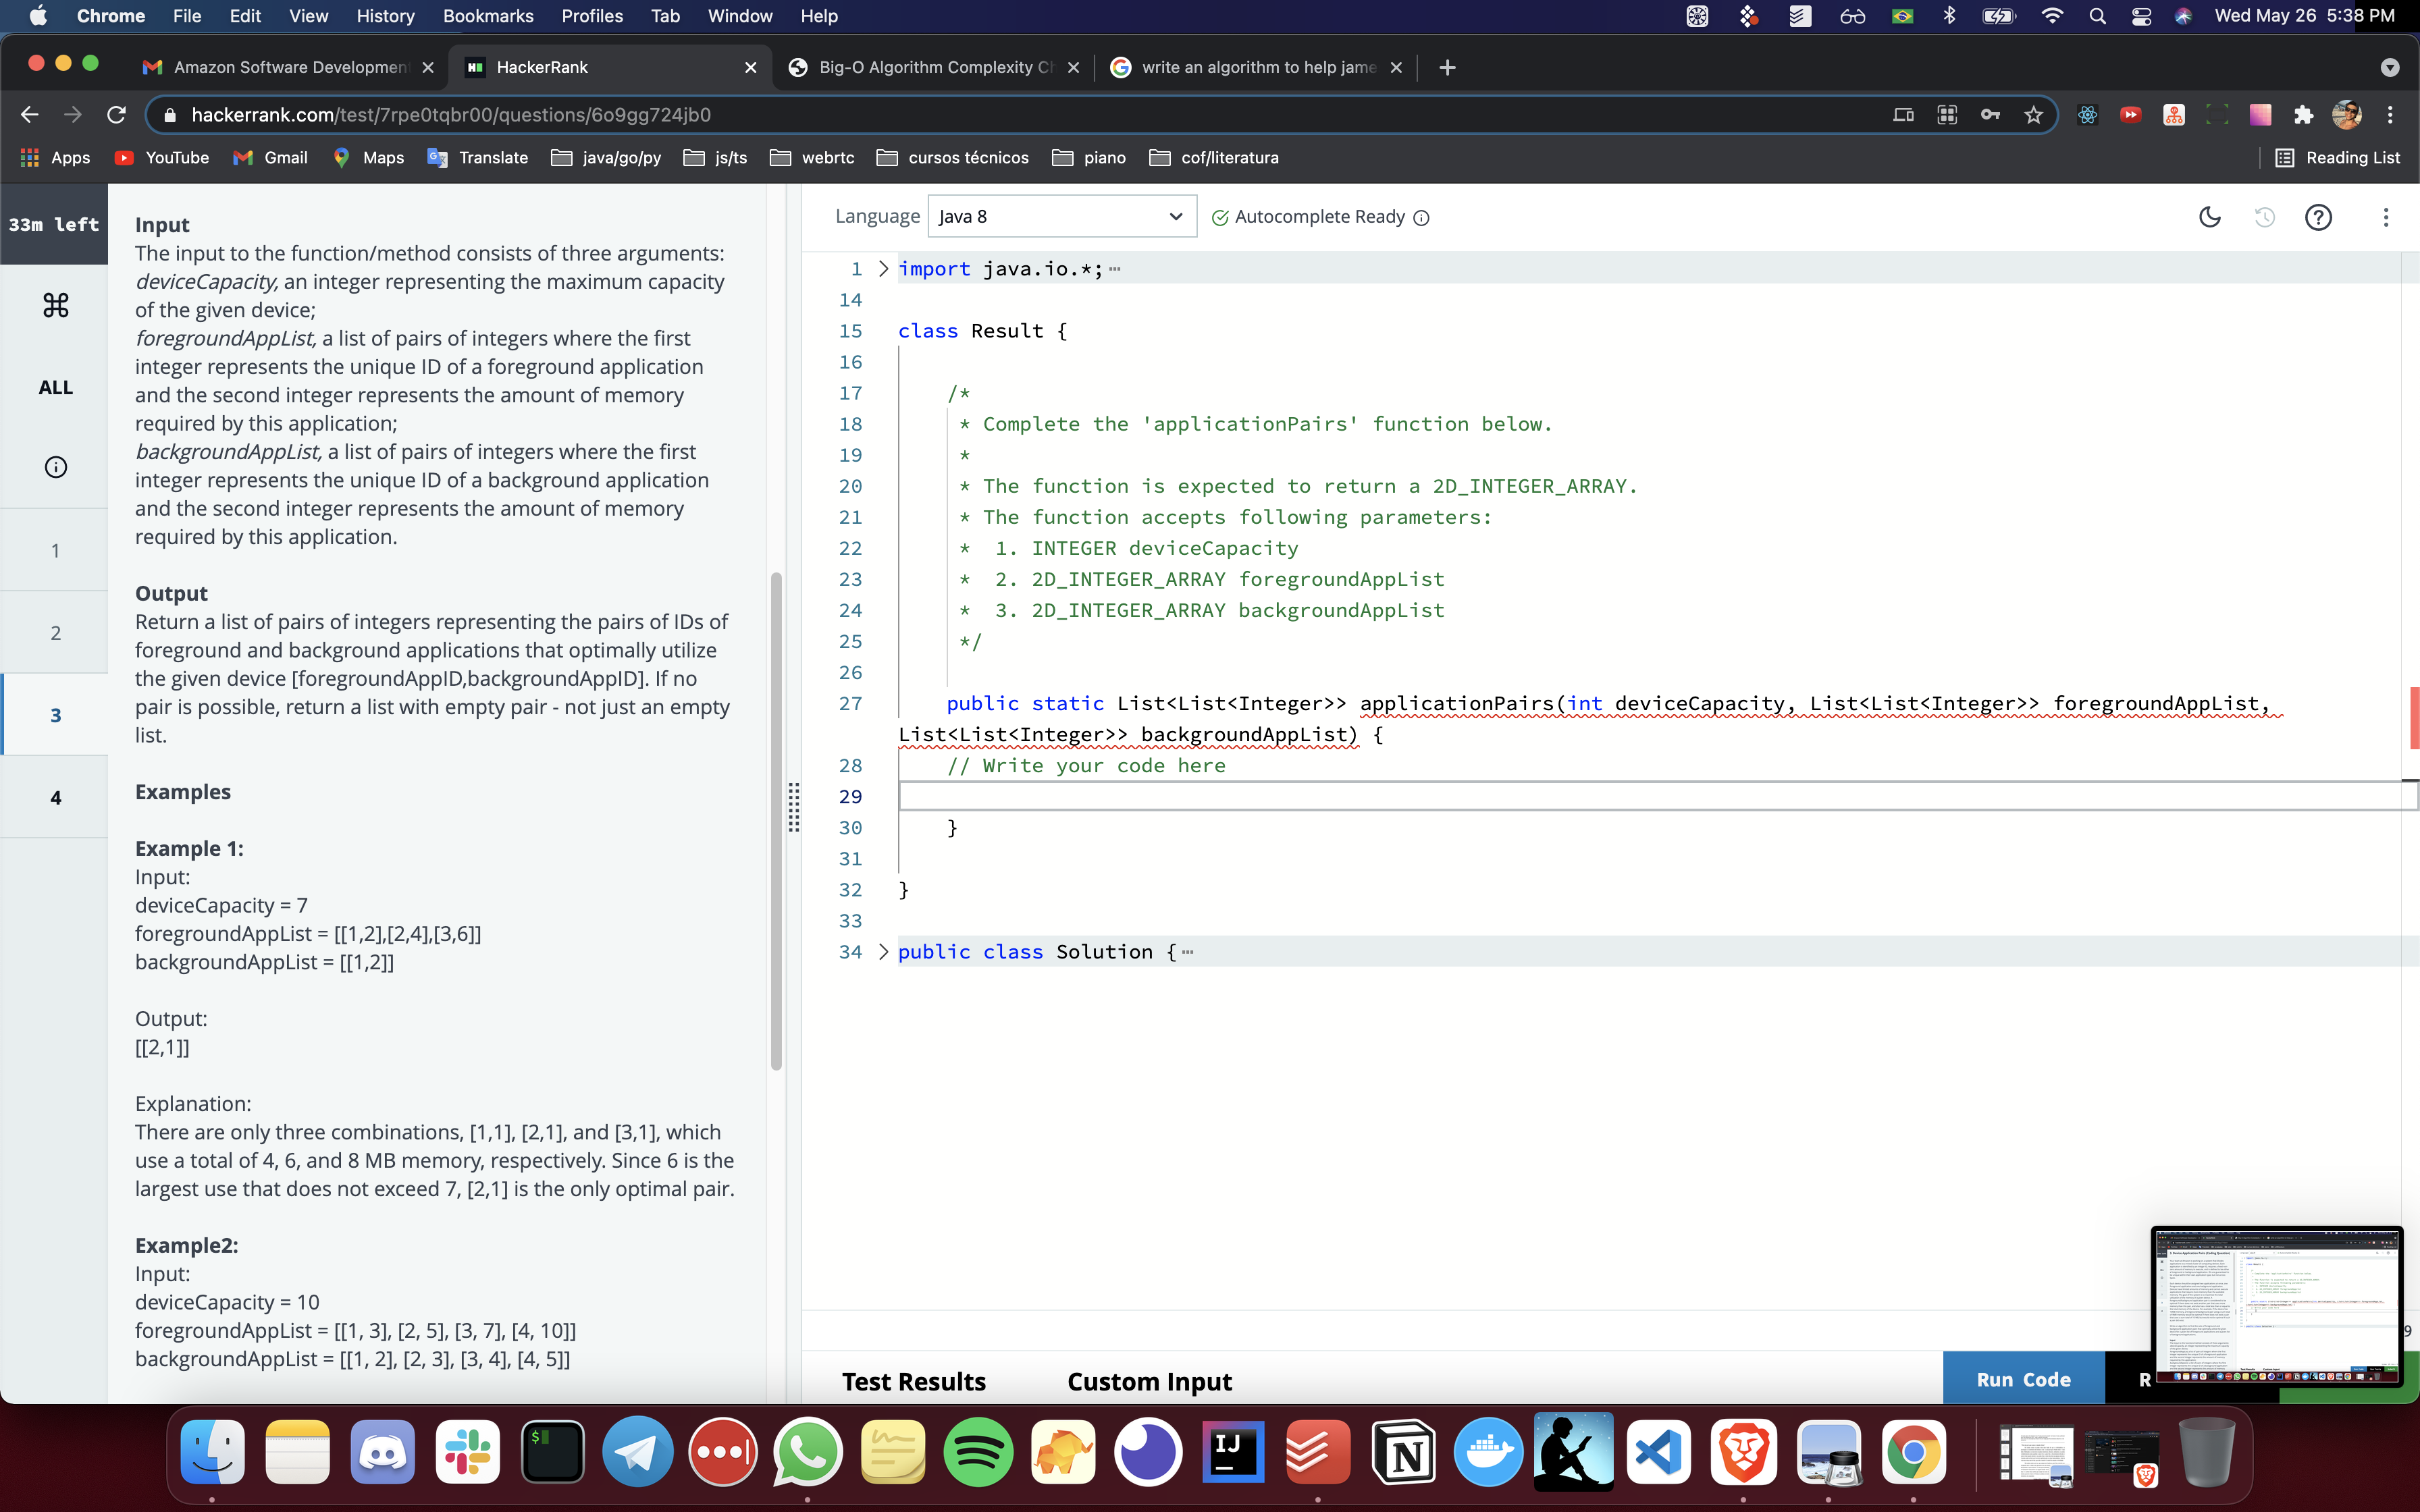 Chrome File Edit View History Bookmarks Profiles Tab Window Help Wed May 26 5:38 PM
Amazon Software Developmen HackerRank Big-O Algorithm Complexity Ch write an algorithm to help jame
hackerrank.com/test/7rpe0tqbr00/questions/6o9gg724jb0
Apps YouTube Gmail Maps Translate java/go/py js/ts webrtc cursos técnicos piano cof/literatura Reading List
33m left
ALL
1
2
3
4
Input
The input to the function/method consists of three arguments:
deviceCapacity, an integer representing the maximum capacity
of the given device;
foregroundAppList, a list of pairs of integers where the first
integer represents the unique ID of a foreground application
and the second integer represents the amount of memory
required by this application;
backgroundAppList, a list of pairs of integers where the first
integer represents the unique ID of a background application
and the second integer represents the amount of memory
required by this application.
Output
Return a list of pairs of integers representing the pairs of IDs of
foreground and background applications that optimally utilize
the given device [foregroundAppID,backgroundAppID]. If no
pair is possible, return a list with empty pair - not just an empty
list.
Examples
Example 1:
Input:
deviceCapacity = 7
foregroundAppList = [[1,2],[2,4],[3,6]]
backgroundAppList = [[1,2]]
Output:
[[2,1]]
Explanation:
There are only three combinations, [1,1], [2,1], and [3,1], which
use a total of 4, 6, and 8 MB memory, respectively. Since 6 is the
largest use that does not exceed 7, [2,1] is the only optimal pair.
Example2:
Input:
deviceCapacity = 10
foregroundAppList = [[1, 3], [2, 5], [3, 7], [4, 10]]
backgroundAppList = [[1, 2], [2, 3], [3, 4], [4, 5]]
Language Java 8 Autocomplete Ready
1 import java.io.*;
14
15 class Result {
16
17 /*
18 * Complete the 'applicationPairs' function below.
19 *
20 * The function is expected to return a 2D_INTEGER_ARRAY.
21 * The function accepts following parameters:
22 * 1. INTEGER deviceCapacity
23 * 2. 2D_INTEGER_ARRAY foregroundAppList
24 * 3. 2D_INTEGER_ARRAY backgroundAppList
25 */
26
27 public static List<List<Integer>> applicationPairs(int deviceCapacity, List<List<Integer>> foregroundAppList,
List<List<Integer>> backgroundAppList) {
28 // Write your code here
29
30 }
31
32 }
33
34 public class Solution {
9
Test Results Custom Input Run Code R
IJ